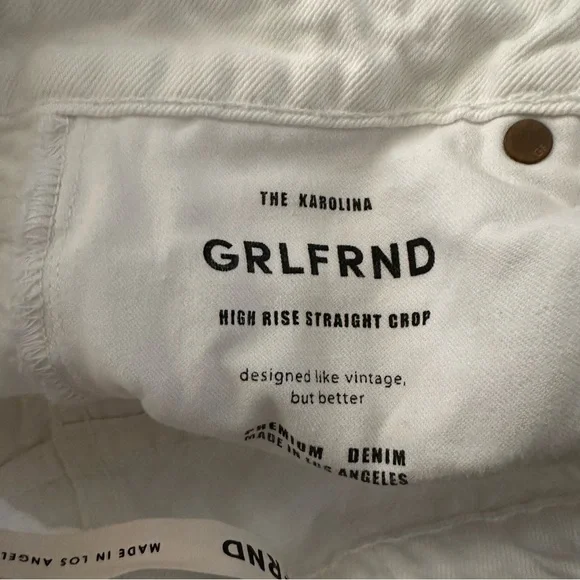 THE KAROLINA
GRLFRND
HIGH RISE STRAIGHT CROP
designed like vintage,
but better
PREMIUM DENIM
MADE IN LOS ANGELES
GRLFRND
MADE IN LOS ANGEL